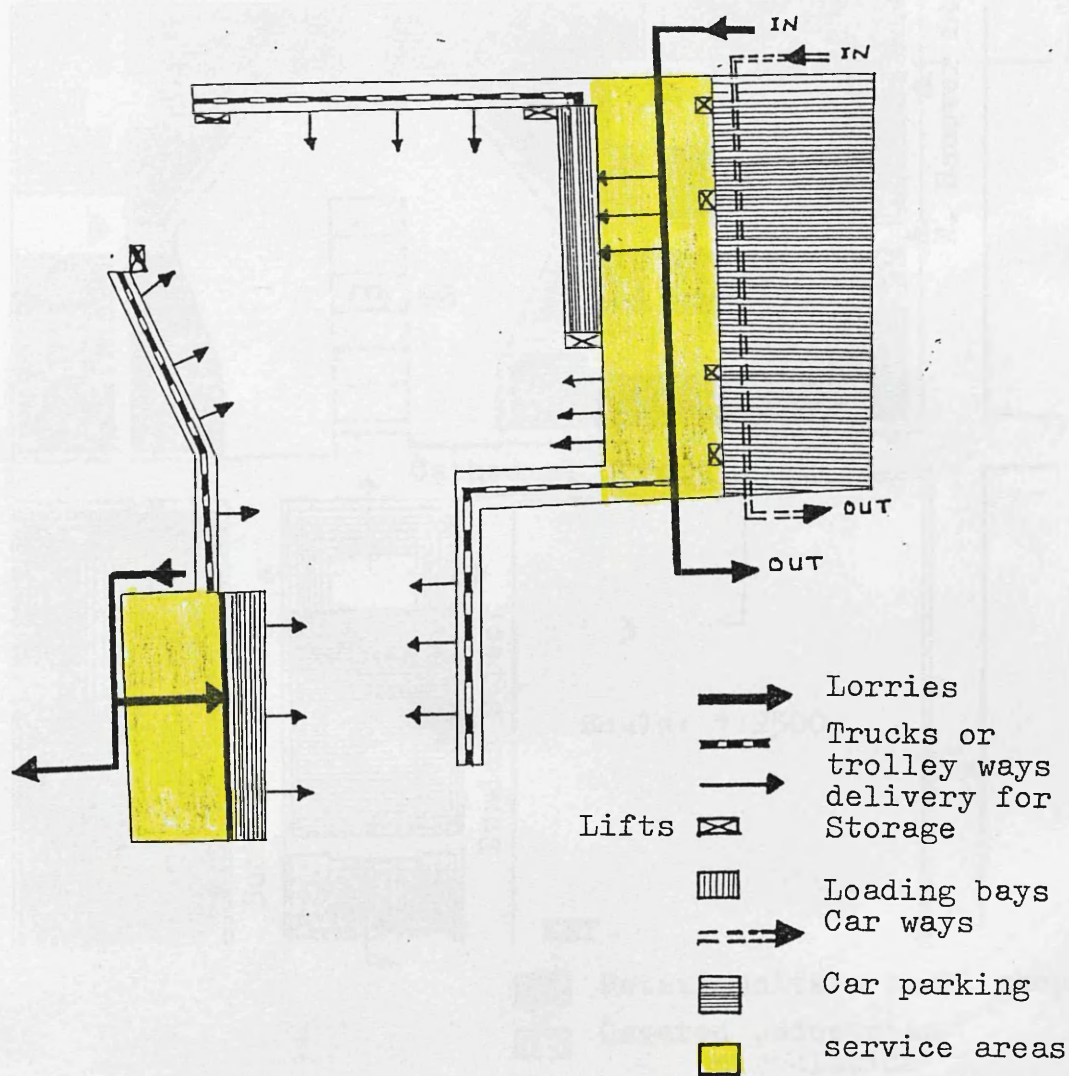 IN
IN
OUT
OUT
Lorries
Trucks or
trolley ways
delivery for
Lifts Storage
Loading bays
Car ways
Car parking
service areas